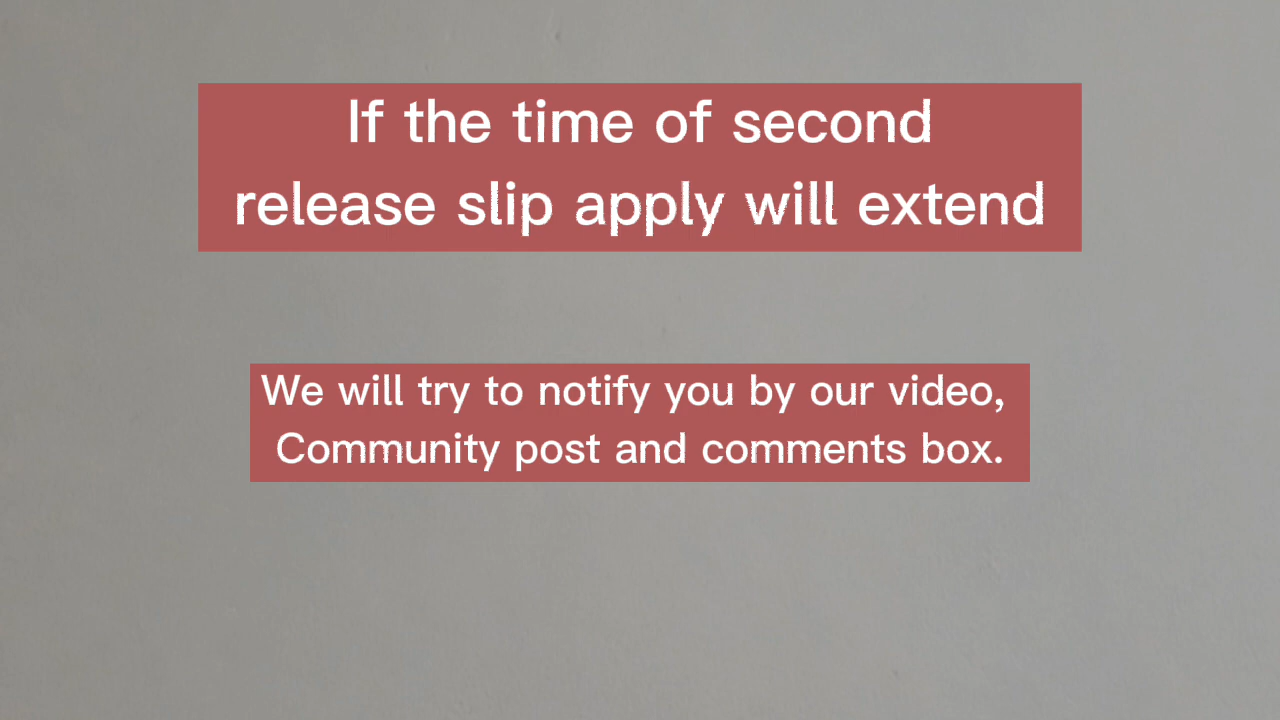 If the time of second
release slip apply will extend
We will try to notify you by our video,
Community post and comments box.